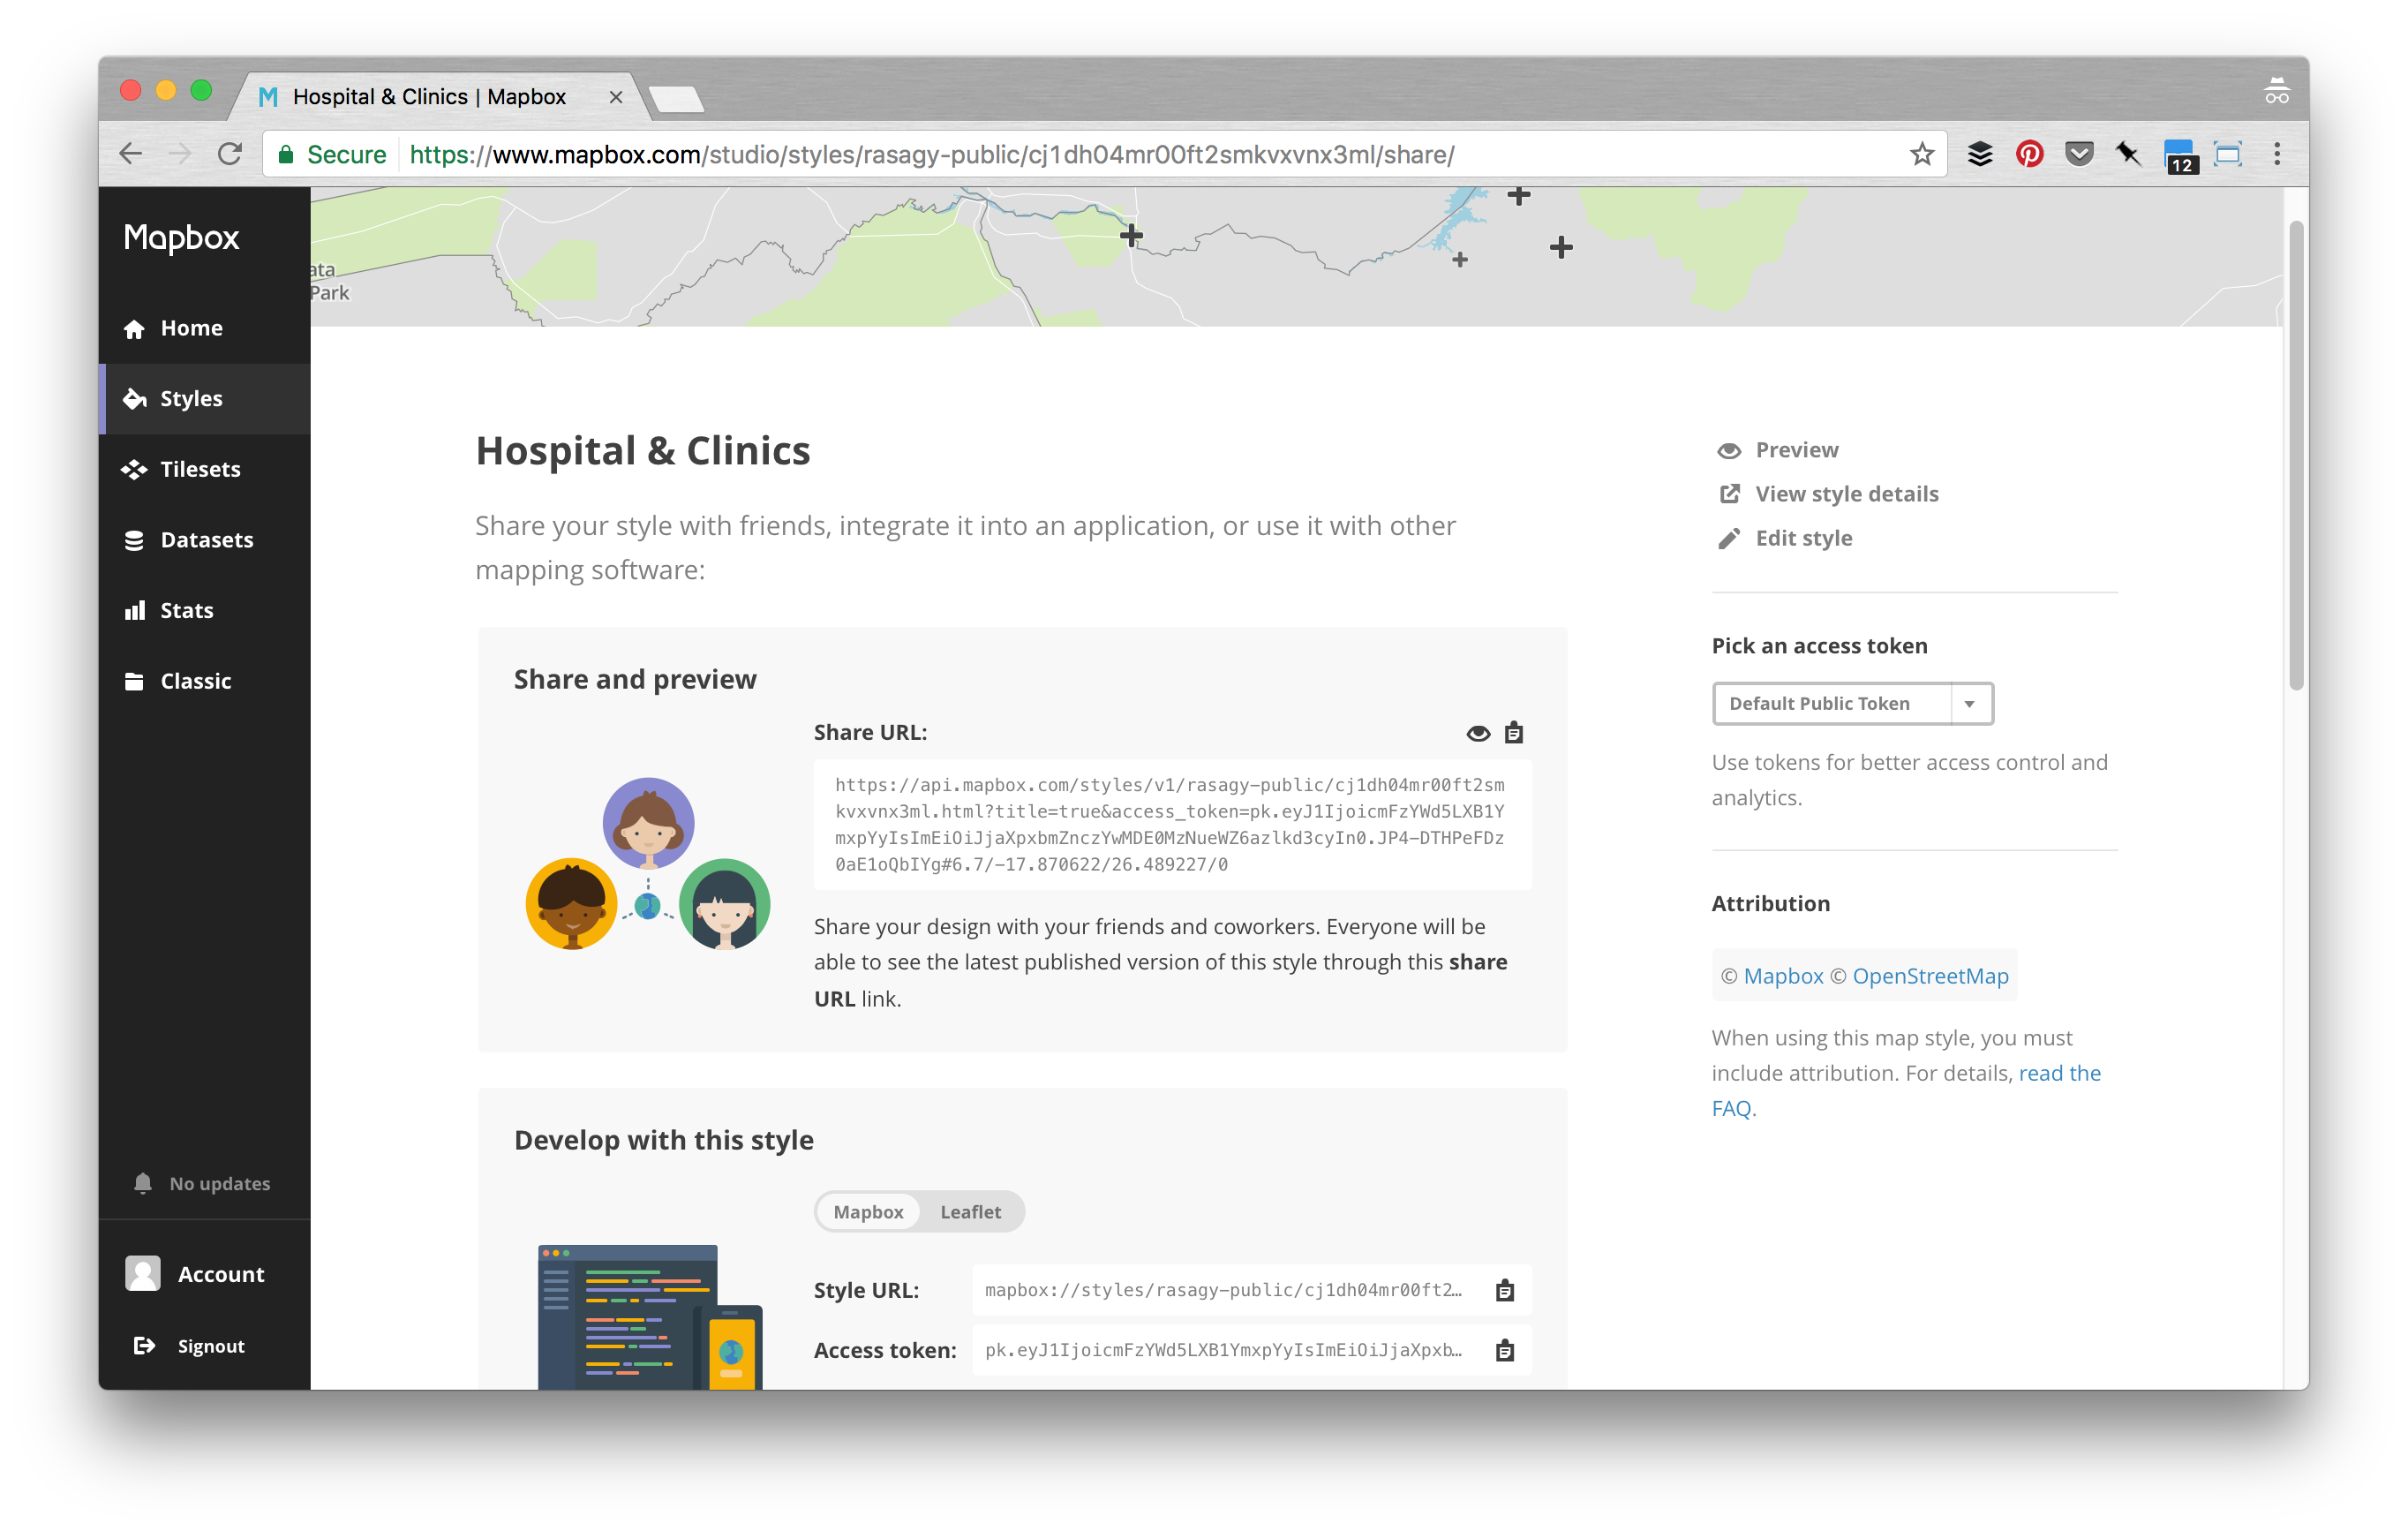 Hospital & Clinics | Mapbox
Secure https://www.mapbox.com/studio/styles/rasagy-public/cj1dh04mr00ft2smkvxvnx3ml/share/
12
Mapbox
Home
Styles
Tilesets
Datasets
Stats
Classic
No updates
Account
Signout
ata
Park
Hospital & Clinics
Share your style with friends, integrate it into an application, or use it with other
mapping software:
Share and preview
Share URL:
https://api.mapbox.com/styles/v1/rasagy-public/cj1dh04mr00ft2sm
kvxvnx3ml.html?title=true&access_token=pk.eyJ1IjoicmFzYWd5LXB1Y
mxpYyIsImEiOiJjaXpxbmZnczYwMDE0MzNueWZ6azlkd3cyIn0.JP4-DTHPeFDz
0aE1oQbIYg#6.7/-17.870622/26.489227/0
Share your design with your friends and coworkers. Everyone will be
able to see the latest published version of this style through this share
URL link.
Develop with this style
Mapbox Leaflet
Style URL: mapbox://styles/rasagy-public/cj1dh04mr00ft2…
Access token: pk.eyJ1IjoicmFzYWd5LXB1YmxpYyIsImEiOiJjaXpxb…
Preview
View style details
Edit style
Pick an access token
Default Public Token
Use tokens for better access control and
analytics.
Attribution
© Mapbox © OpenStreetMap
When using this map style, you must
include attribution. For details, read the
FAQ.